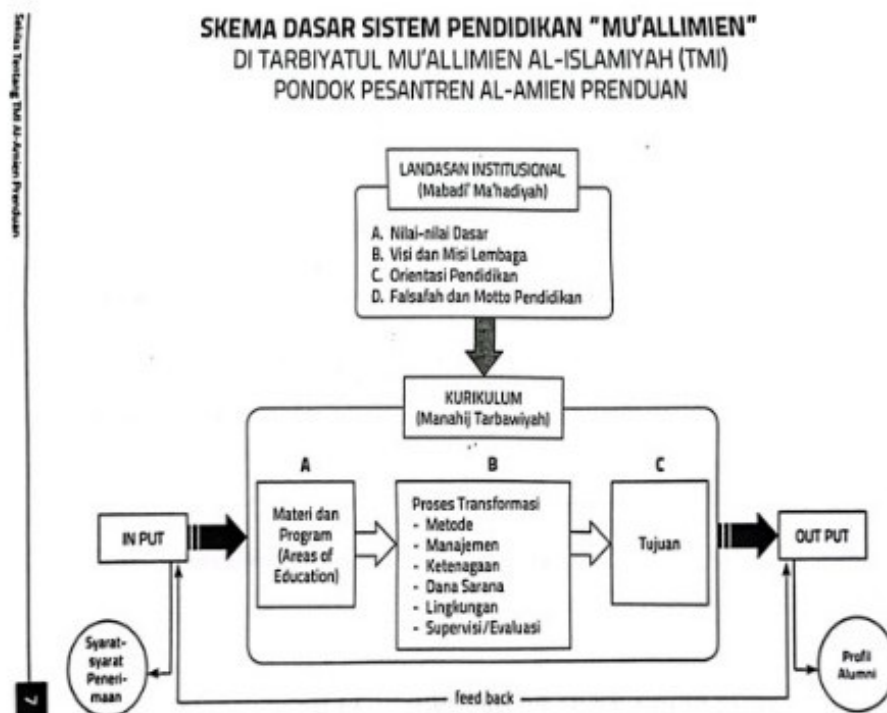 SKEMA DASAR SISTEM PENDIDIKAN "MU'ALLIMIEN"
DI TARBIYATUL MU'ALLIMIEN AL-ISLAMIYAH (TMI)
PONDOK PESANTREN AL-AMIEN PRENDUAN
LANDASAN INSTITUSIONAL
(Mabadi' Ma'hadiyah)
A. Nilai-nilai Dasar
B. Visi dan Misi Lembaga
C. Orientasi Pendidikan
D. Falsafah dan Motto Pendidikan
KURIKULUM
(Manahij Tarbawiyah)
IN PUT
A
Materi dan
Program
(Areas of
Education)
B
Proses Transformasi
- Metode
- Manajemen
- Ketenagaan
- Dana Sarana
- Lingkungan
- Supervisi/Evaluasi
C
Tujuan
OUT PUT
Syarat-
syarat
Peneri-
maan
feed back
Profil
Alumni
Sekilas Tentang TMI Al-Amien Prenduan
7